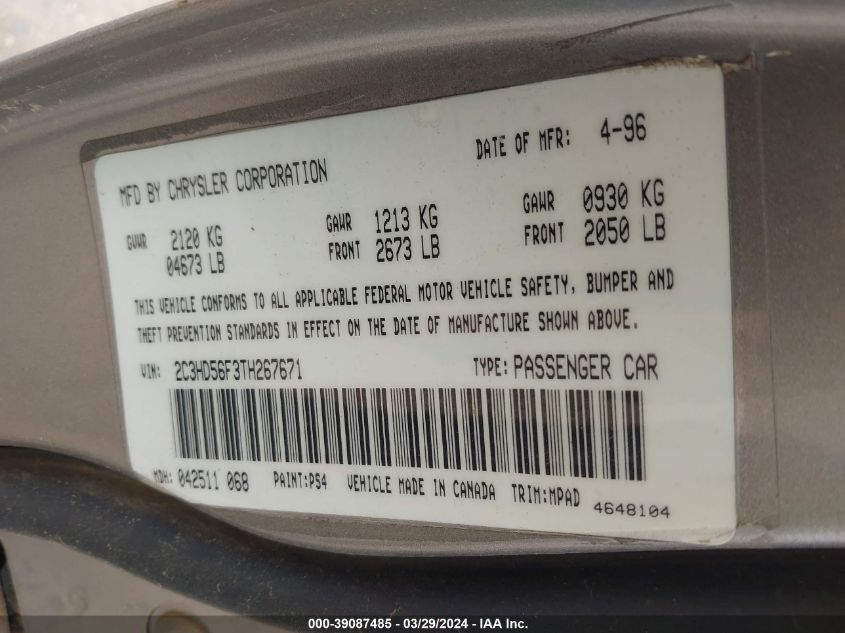 MFD BY CHRYSLER CORPORATION DATE OF MFR: 4-96
GVWR 2120 KG GAWR 1213 KG GAWR 0930 KG
04673 LB FRONT 2673 LB FRONT 2050 LB
THIS VEHICLE CONFORMS TO ALL APPLICABLE FEDERAL MOTOR VEHICLE SAFETY, BUMPER AND
THEFT PREVENTION STANDARDS IN EFFECT ON THE DATE OF MANUFACTURE SHOWN ABOVE.
VIN: 2C3HD56F3TH267671 TYPE: PASSENGER CAR
MDH: 042511 068 PAINT:PS4 VEHICLE MADE IN CANADA TRIM:MPAD
4648104
000-39087485 - 03/29/2024 - IAA Inc.